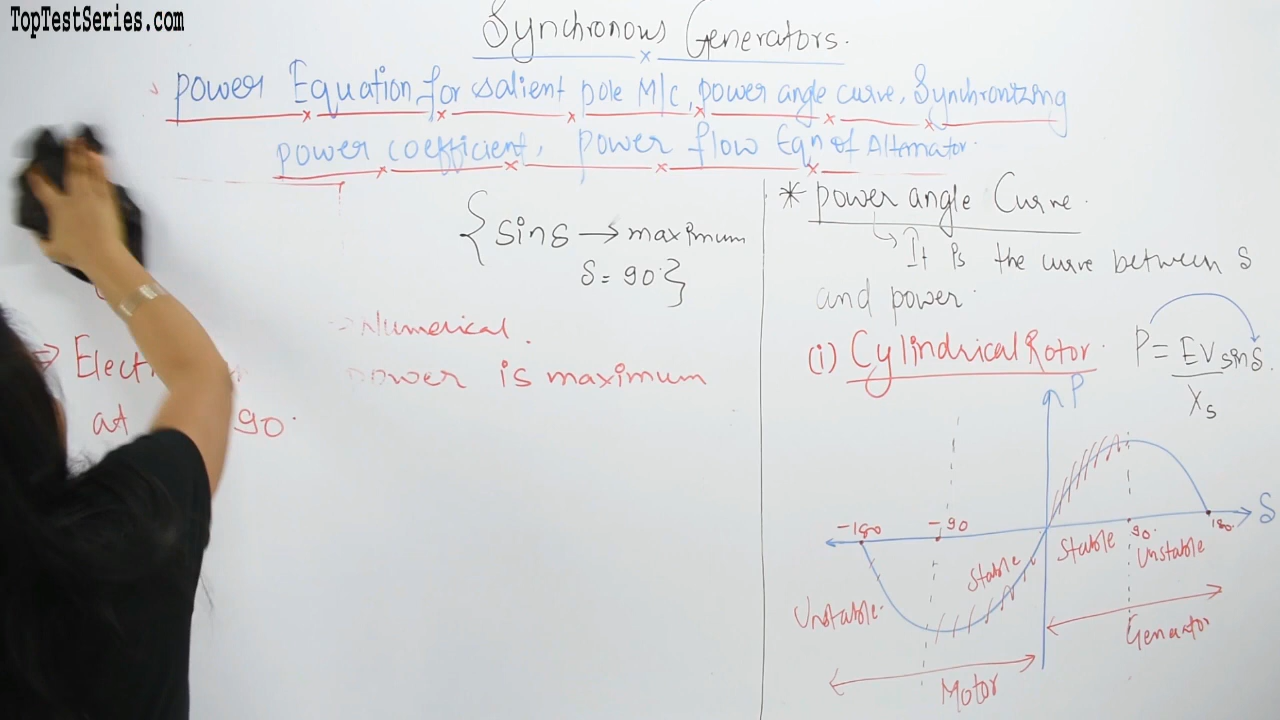 TopTestSeries.com
Synchronous Generators.
Power Equation for salient pole M/c, power angle curve, Synchronizing
power coefficient, power flow Eqn of Alternator.
{ sinδ → maximum
δ = 90° }
→ Numerical.
⇒ Elect power is maximum
at 90°
* power angle Curve.
It is the curve between δ
and power.
(i) Cylindrical Rotor.
P = EV sinδ
Xs
P
-180 -90 90° 180° δ
Stable Stable Unstable
Unstable
Generator
Motor